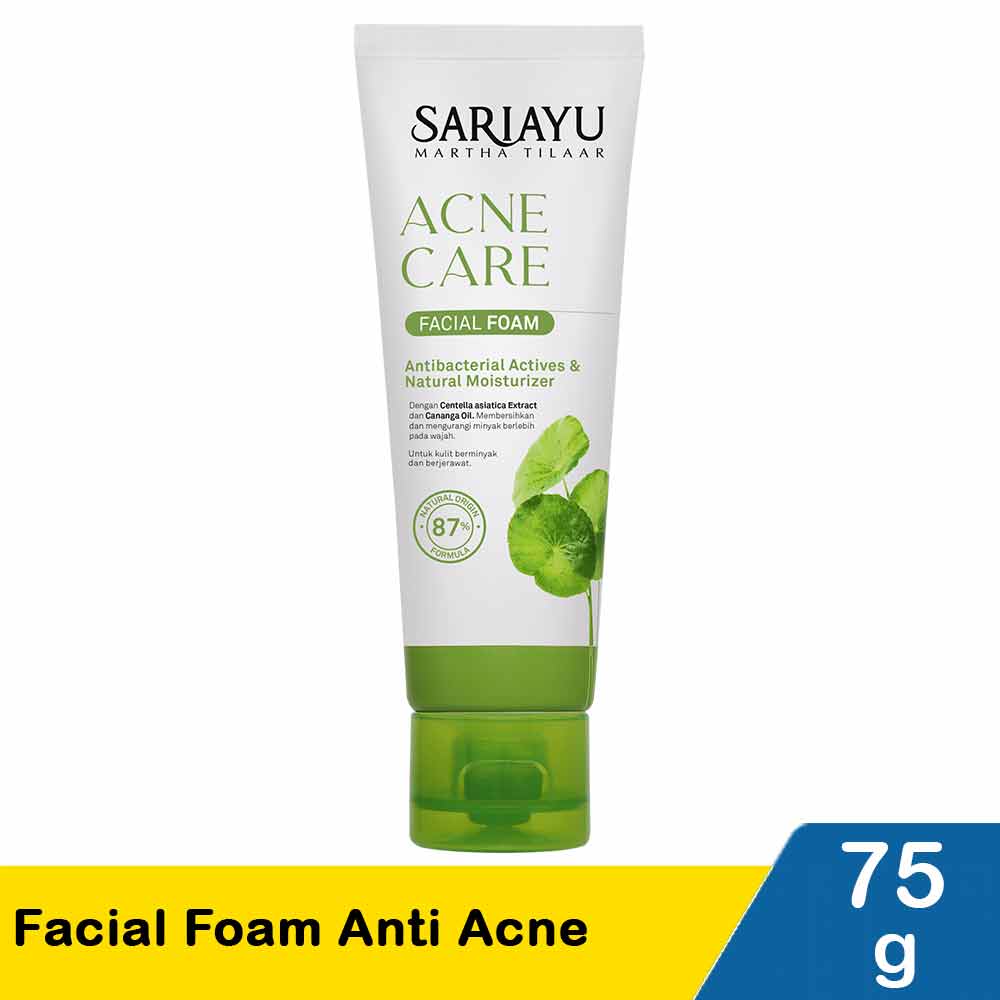 SARIAYU
MARTHA TILAAR
ACNE
CARE
FACIAL FOAM
Antibacterial Actives &
Natural Moisturizer
Dengan Centella asiatica Extract
dan Cananga Oil. Membersihkan
dan mengurangi minyak berlebih
pada wajah.
Untuk kulit berminyak
dan berjerawat.
NATURAL ORIGIN
87%
FORMULA
Facial Foam Anti Acne
75
g